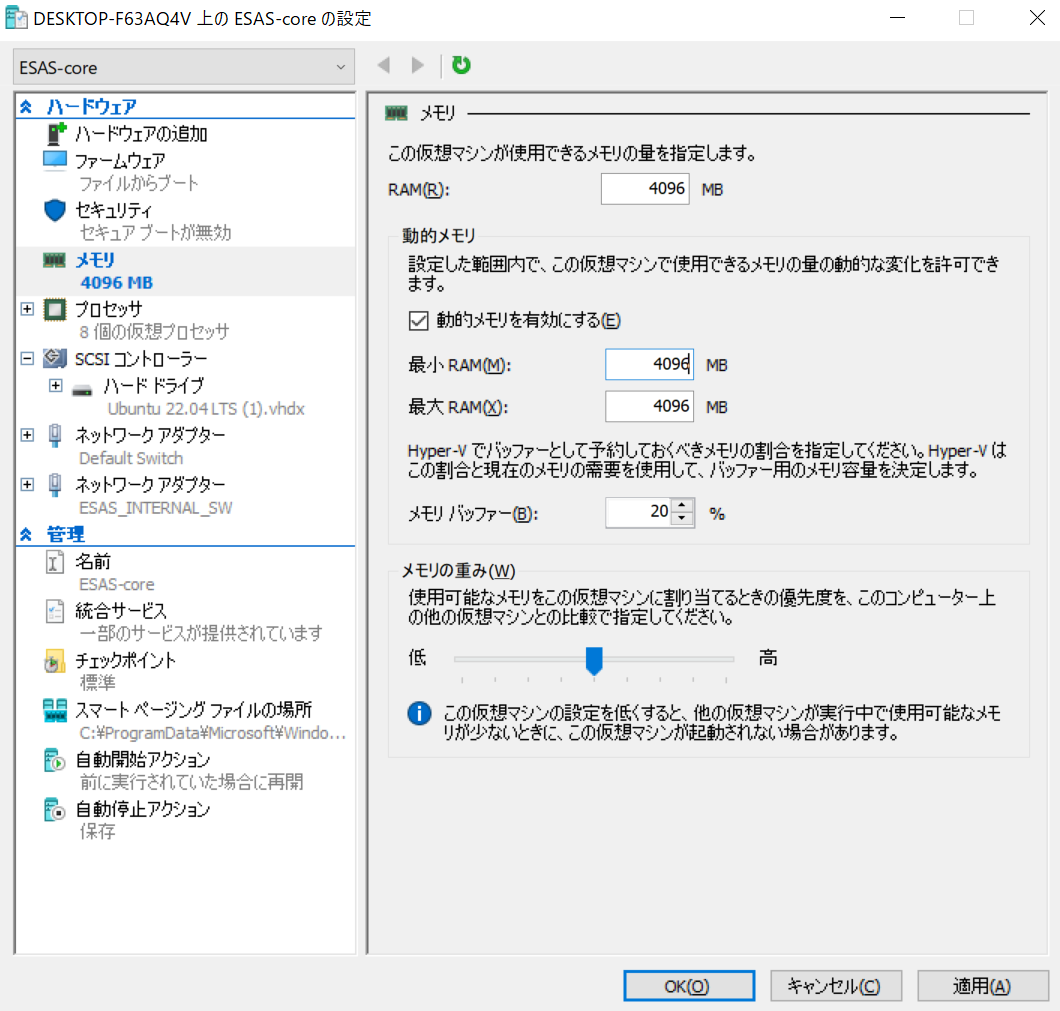 DESKTOP-F63AQ4V 上の ESAS-core の設定
ESAS-core
ハードウェア
ハードウェアの追加
ファームウェア
ファイルからブート
セキュリティ
セキュア ブートが無効
メモリ
4096 MB
プロセッサ
8 個の仮想プロセッサ
SCSI コントローラー
ハード ドライブ
Ubuntu 22.04 LTS (1).vhdx
ネットワーク アダプター
Default Switch
ネットワーク アダプター
ESAS_INTERNAL_SW
管理
名前
ESAS-core
統合サービス
一部のサービスが提供されています
チェックポイント
標準
スマート ページング ファイルの場所
C:¥ProgramData¥Microsoft¥Windo...
自動開始アクション
前に実行されていた場合に再開
自動停止アクション
保存
メモリ
この仮想マシンが使用できるメモリの量を指定します。
RAM(R): 4096 MB
動的メモリ
設定した範囲内で、この仮想マシンで使用できるメモリの量の動的な変化を許可でき
ます。
動的メモリを有効にする(E)
最小 RAM(M): 4096 MB
最大 RAM(X): 4096 MB
Hyper-V でバッファーとして予約しておくべきメモリの割合を指定してください。Hyper-V は
この割合と現在のメモリの需要を使用して、バッファー用のメモリ容量を決定します。
メモリ バッファー(B): 20 %
メモリの重み(W)
使用可能なメモリをこの仮想マシンに割り当てるときの優先度を、このコンピューター上
の他の仮想マシンとの比較で指定してください。
低 高
この仮想マシンの設定を低くすると、他の仮想マシンが実行中で使用可能なメモ
リが少ないときに、この仮想マシンが起動されない場合があります。
OK(O) キャンセル(C) 適用(A)